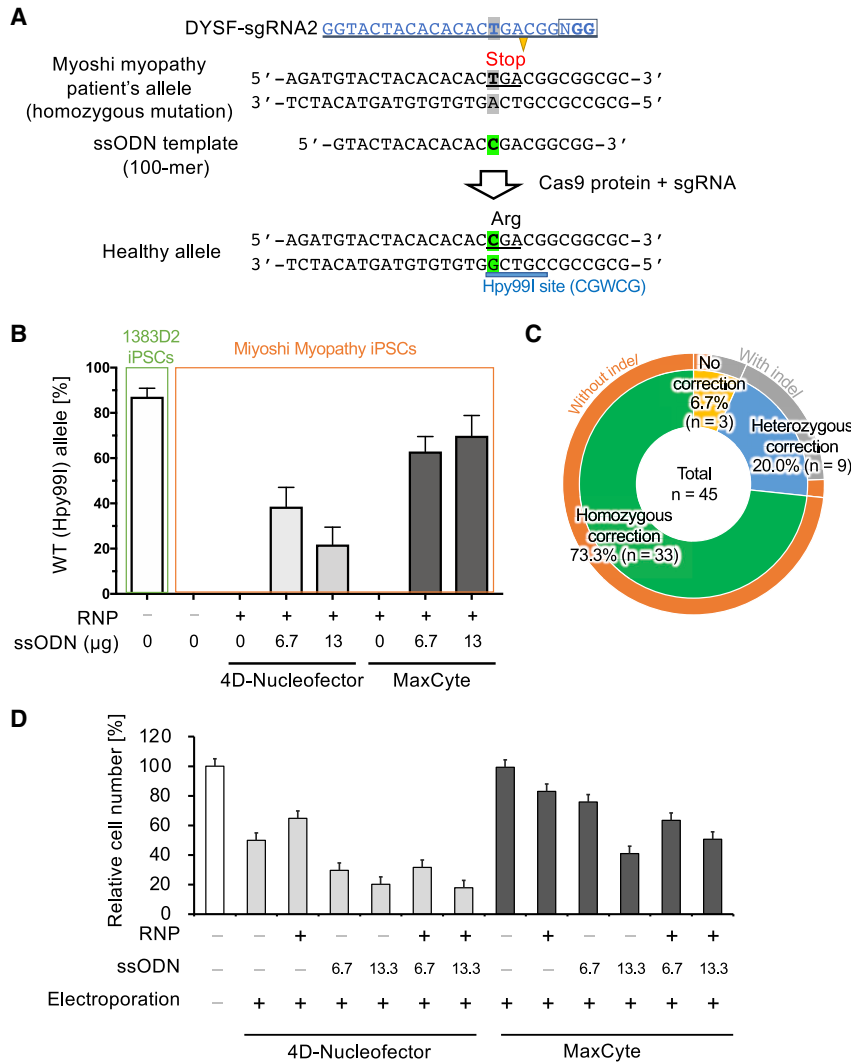 A
DYSF-sgRNA2 GGTACTACACACACTGACGGNGG
Stop
Myoshi myopathy
patient's allele
(homozygous mutation)
5'-AGATGTACTACACACACTGACGGCGGCGC-3'
3'-TCTACATGATGTGTGTGACTGCCGCCGCG-5'
ssODN template
(100-mer)
5'-GTACTACACACACCGACGGCGG-3'
Cas9 protein + sgRNA
Arg
Healthy allele
5'-AGATGTACTACACACACCGACGGCGGCGC-3'
3'-TCTACATGATGTGTGTGGCTGCCGCCGCG-5'
Hpy99I site (CGWCG)
B
1383D2
iPSCs
Miyoshi Myopathy iPSCs
WT (Hpy99I) allele [%]
100
80
60
40
20
0
RNP − − + + + + + +
ssODN (μg) 0 0 0 6.7 13 0 6.7 13
4D-Nucleofector MaxCyte
C
Without indel
With indel
No
correction
6.7%
(n = 3)
Heterozygous
correction
20.0% (n = 9)
Total
n = 45
Homozygous
correction
73.3% (n = 33)
D
Relative cell number [%]
120
100
80
60
40
20
0
RNP − − + − − + + − + − − + +
ssODN − − − 6.7 13.3 6.7 13.3 − − 6.7 13.3 6.7 13.3
Electroporation − + + + + + + + + + + + +
4D-Nucleofector MaxCyte